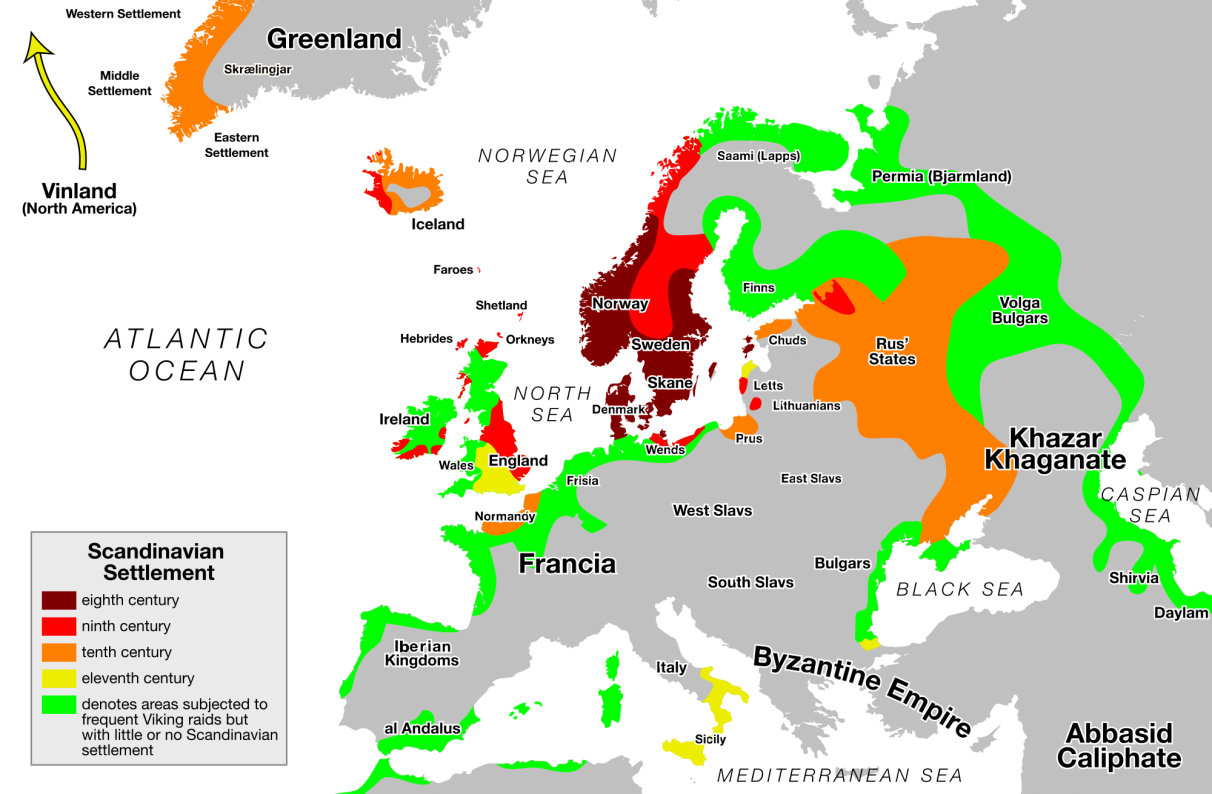 Western Settlement
Greenland
Skrælingjar
Middle
Settlement
Eastern
Settlement
Vinland
(North America)
NORWEGIAN
SEA
Saami (Lapps)
Permia (Bjarmland)
Iceland
Faroes
Finns
Norway
Volga
Bulgars
Shetland
Hebrides
Orkneys
Sweden
Chuds
Rus'
States
ATLANTIC
OCEAN
NORTH
SEA
Skane
Letts
Denmark
Lithuanians
Ireland
Prus
Wends
Khazar
Khaganate
Wales
England
Frisia
East Slavs
CASPIAN
SEA
West Slavs
Normandy
Francia
Bulgars
South Slavs
BLACK SEA
Shirvia
Daylam
Iberian
Kingdoms
Italy
Byzantine Empire
al Andalus
Sicily
Abbasid
Caliphate
MEDITERRANEAN SEA
Scandinavian
Settlement
eighth century
ninth century
tenth century
eleventh century
denotes areas subjected to
frequent Viking raids but
with little or no Scandinavian
settlement